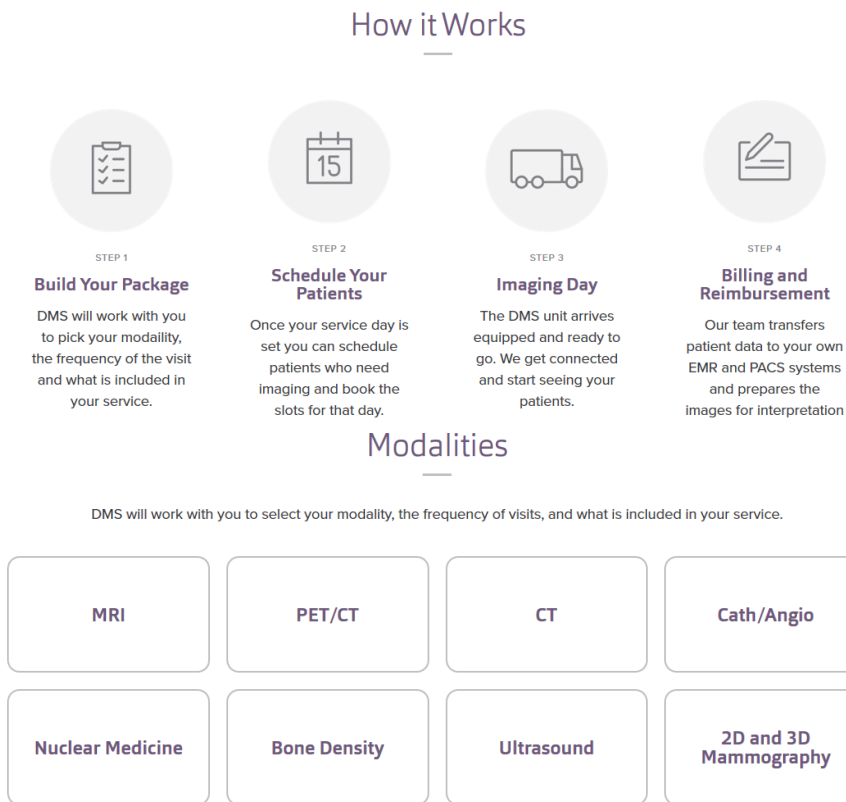 How it Works
15
STEP 1
Build Your Package
DMS will work with you
to pick your modaility,
the frequency of the visit
and what is included in
your service.
STEP 2
Schedule Your
Patients
Once your service day is
set you can schedule
patients who need
imaging and book the
slots for that day.
STEP 3
Imaging Day
The DMS unit arrives
equipped and ready to
go. We get connected
and start seeing your
patients.
STEP 4
Billing and
Reimbursement
Our team transfers
patient data to your own
EMR and PACS systems
and prepares the
images for interpretation
Modalities
DMS will work with you to select your modality, the frequency of visits, and what is included in your service.
MRI
PET/CT
CT
Cath/Angio
Nuclear Medicine
Bone Density
Ultrasound
2D and 3D
Mammography